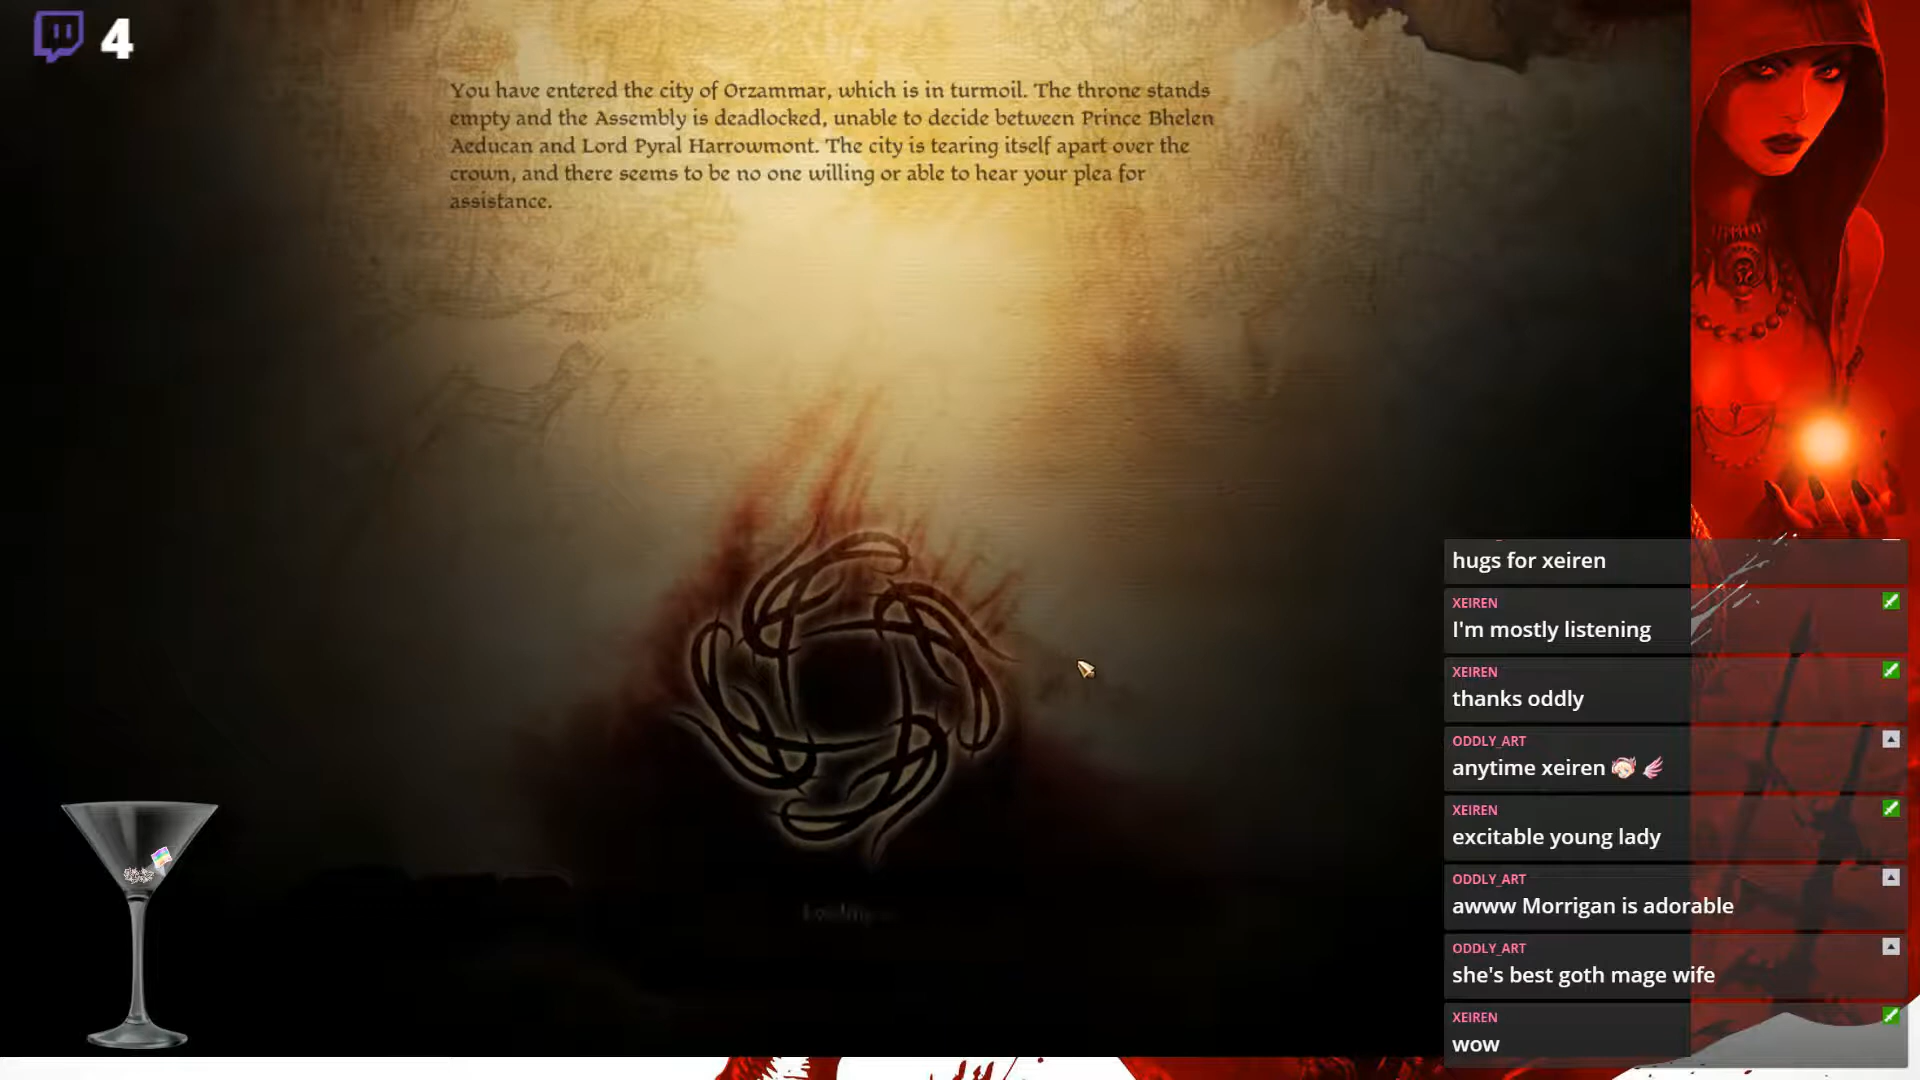 4
You have entered the city of Orzammar, which is in turmoil. The throne stands
empty and the Assembly is deadlocked, unable to decide between Prince Bhelen
Aeducan and Lord Pyral Harrowmont. The city is tearing itself apart over the
crown, and there seems to be no one willing or able to hear your plea for
assistance.
hugs for xeiren
XEIREN
I'm mostly listening
XEIREN
thanks oddly
ODDLY_ART
anytime xeiren
XEIREN
excitable young lady
ODDLY_ART
awww Morrigan is adorable
ODDLY_ART
she's best goth mage wife
XEIREN
wow